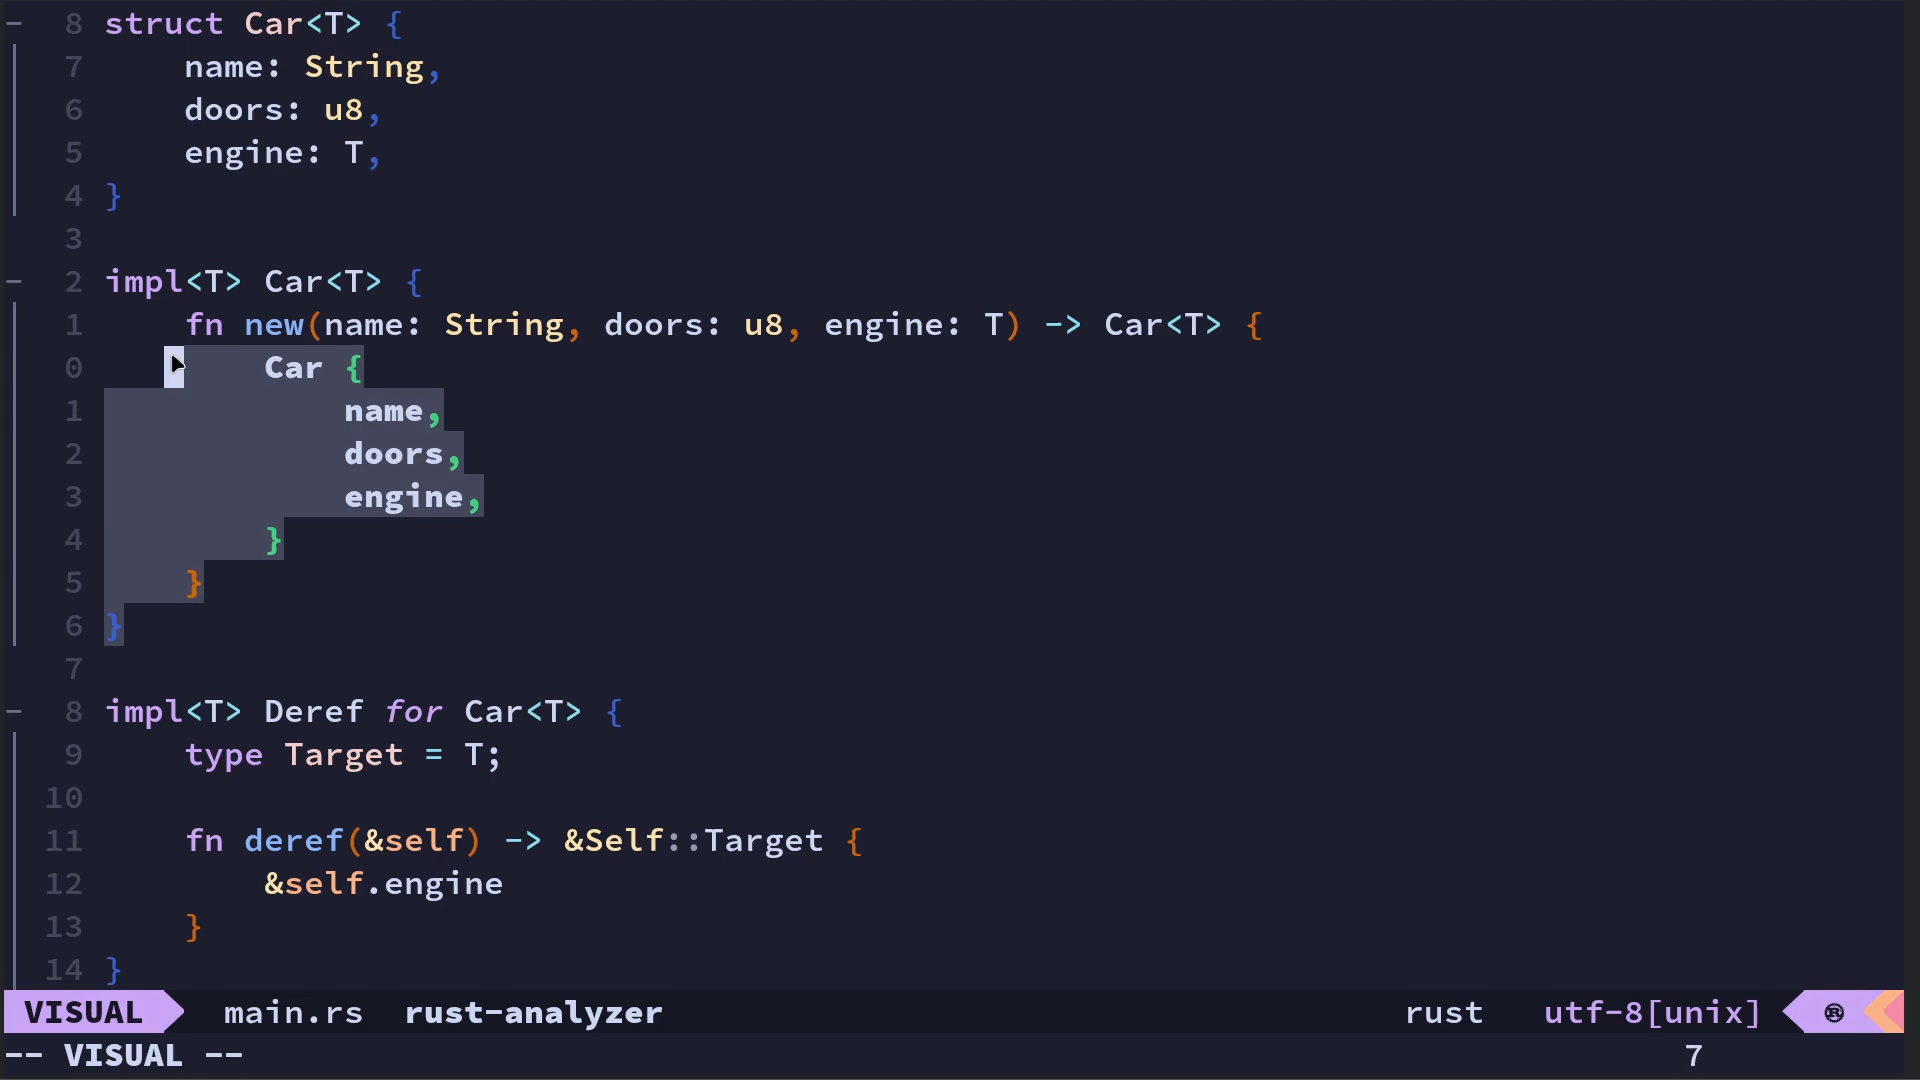 8 struct Car<T> {
7     name: String,
6     doors: u8,
5     engine: T,
4 }
3
2 impl<T> Car<T> {
1     fn new(name: String, doors: u8, engine: T) -> Car<T> {
0         Car {
1             name,
2             doors,
3             engine,
4         }
5     }
6 }
7
8 impl<T> Deref for Car<T> {
9     type Target = T;
10
11     fn deref(&self) -> &Self::Target {
12         &self.engine
13     }
14 }
VISUAL main.rs rust-analyzer rust utf-8[unix] ®
-- VISUAL -- 7